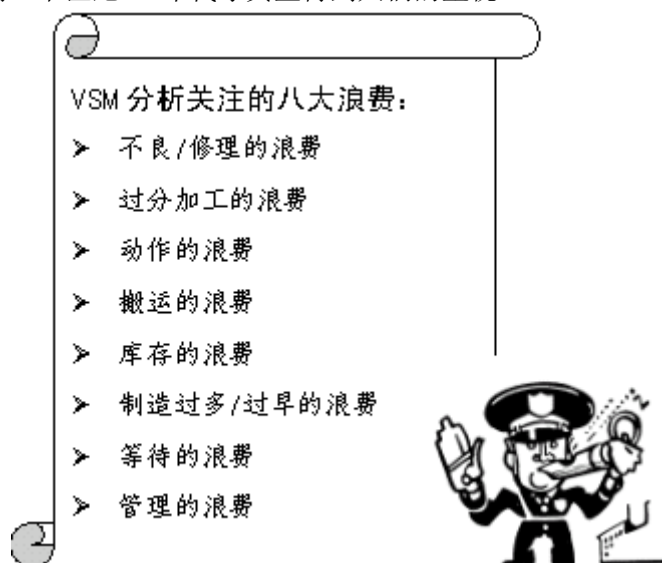 VSM 分析关注的八大浪费：
➢ 不良/修理的浪费
➢ 过分加工的浪费
➢ 动作的浪费
➢ 搬运的浪费
➢ 库存的浪费
➢ 制造过多/过早的浪费
➢ 等待的浪费
➢ 管理的浪费